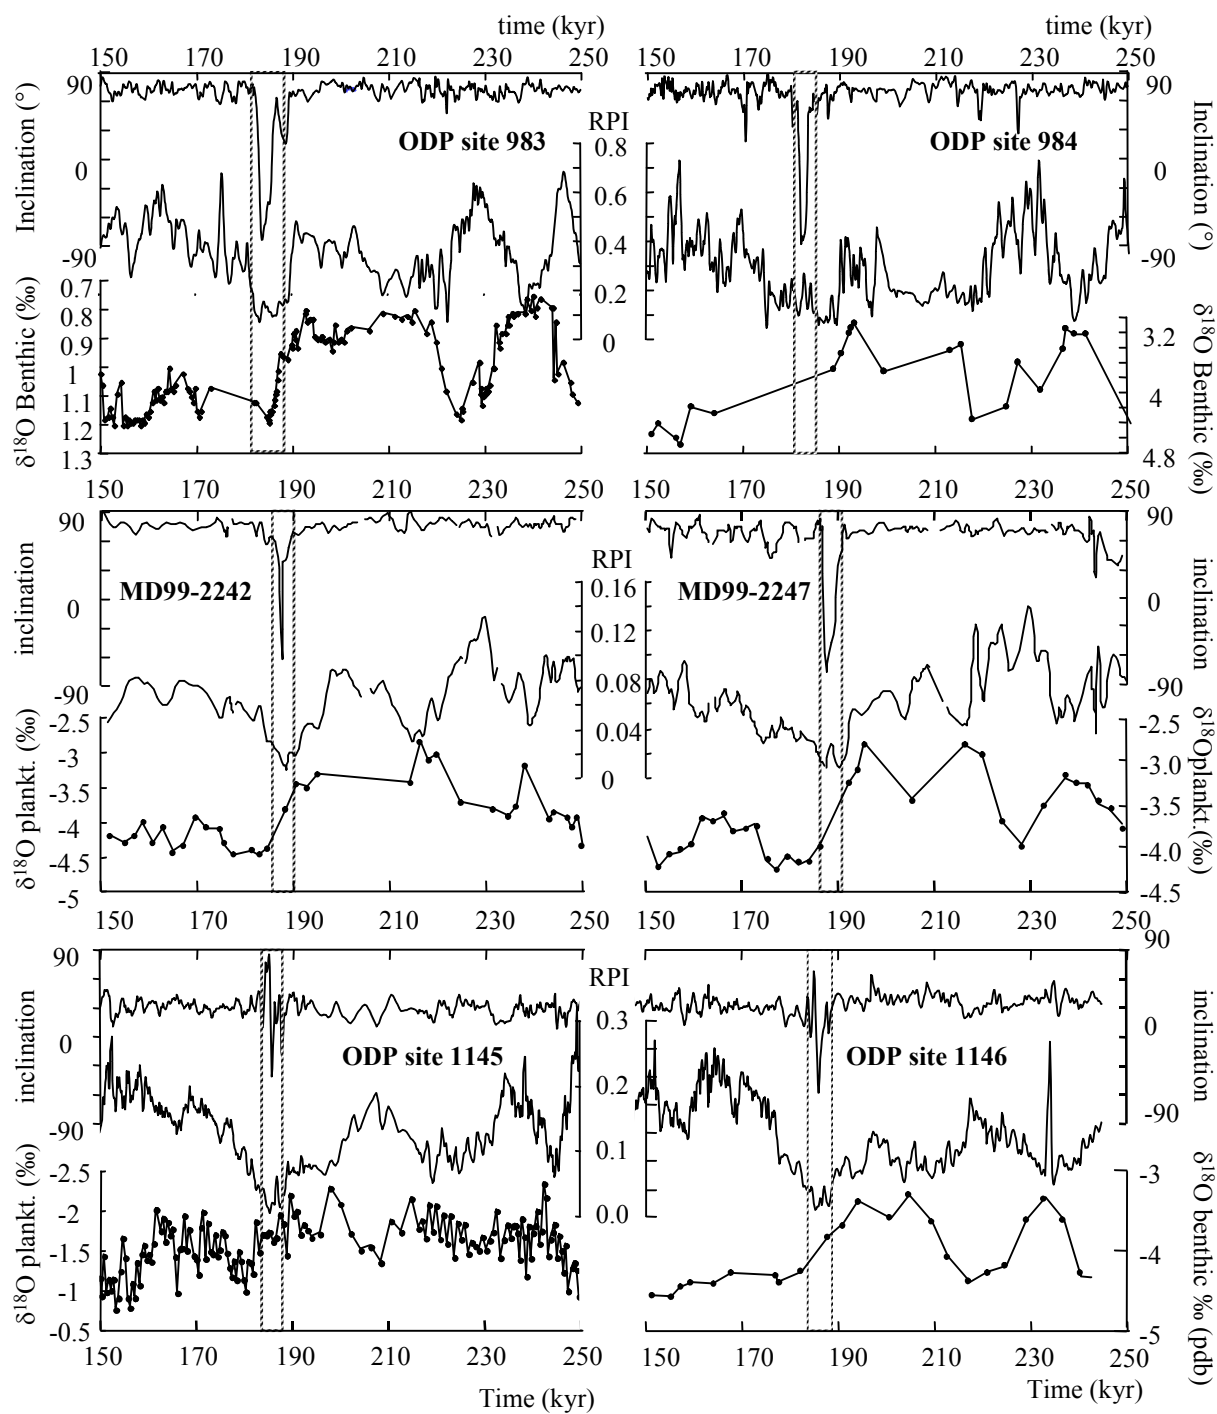 time (kyr)
time (kyr)
150 170 190 210 230 250
150 170 190 210 230 250
Inclination (°)
90
0
-90
ODP site 983
RPI
0.8
0.6
0.4
0.2
0
ODP site 984
90
0
-90
Inclination (°)
δ18O Benthic (‰)
0.7
0.8
0.9
1
1.1
1.2
1.3
3.2
4
4.8
δ18O Benthic (‰)
150 170 190 210 230 250
150 170 190 210 230 250
inclination
90
0
-90
MD99-2242
RPI
0.16
0.12
0.08
0.04
0
MD99-2247
90
0
-90
inclination
δ18O plankt. (‰)
-2.5
-3
-3.5
-4
-4.5
-5
-2.5
-3.0
-3.5
-4.0
-4.5
δ18Oplankt.(‰)
150 170 190 210 230 250
150 170 190 210 230 250
inclination
90
0
-90
ODP site 1145
RPI
0.3
0.2
0.1
0.0
ODP site 1146
90
0
-90
inclination
δ18O plankt. (‰)
-2.5
-2
-1.5
-1
-0.5
-3
-4
-5
δ18O benthic ‰ (pdb)
150 170 190 210 230 250
150 170 190 210 230 250
Time (kyr)
Time (kyr)